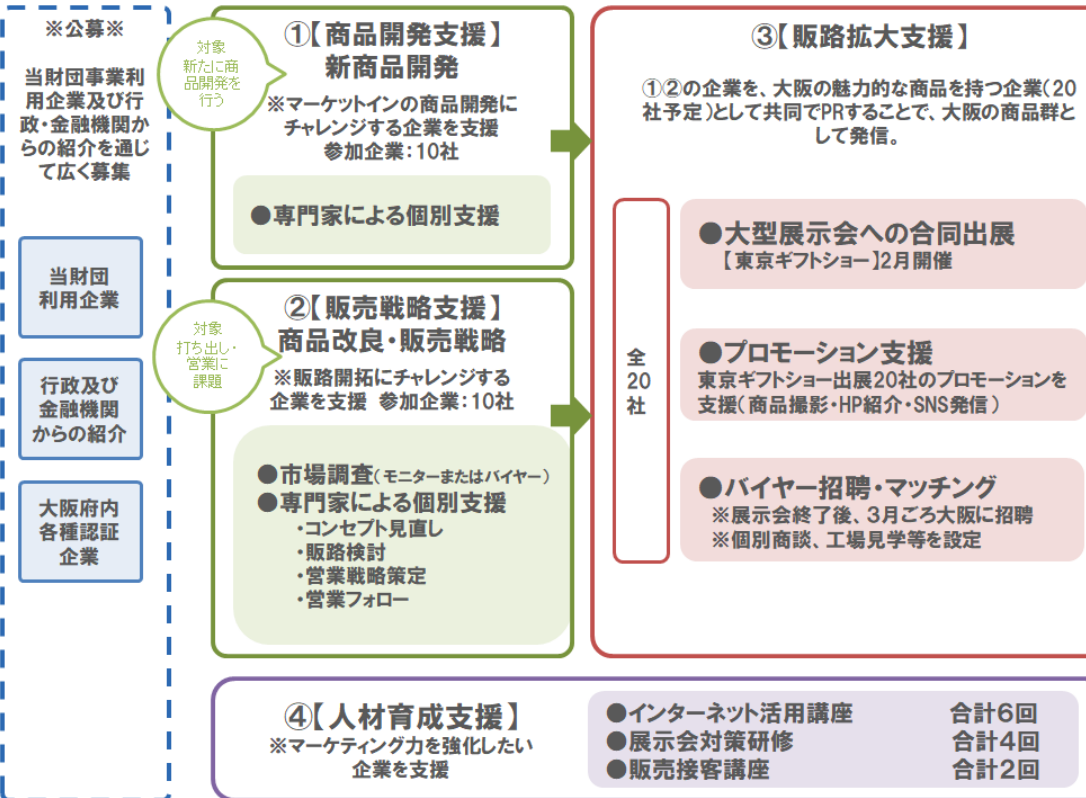 ※公募※
当財団事業利
用企業及び行
政・金融機関か
らの紹介を通じ
て広く募集
当財団
利用企業
行政及び
金融機関
からの紹介
大阪府内
各種認証
企業
対象
新たに商
品開発を
行う
①【商品開発支援】
新商品開発
※マーケットインの商品開発に
チャレンジする企業を支援
参加企業：10社
●専門家による個別支援
対象
打ち出し・
営業に
課題
②【販売戦略支援】
商品改良・販売戦略
※販路開拓にチャレンジする
企業を支援 参加企業：10社
●市場調査（モニターまたはバイヤー）
●専門家による個別支援
・コンセプト見直し
・販路検討
・営業戦略策定
・営業フォロー
③【販路拡大支援】
①②の企業を、大阪の魅力的な商品を持つ企業（20
社予定）として共同でPRすることで、大阪の商品群と
して発信。
全
20
社
●大型展示会への合同出展
【東京ギフトショー】2月開催
●プロモーション支援
東京ギフトショー出展20社のプロモーションを
支援（商品撮影・HP紹介・SNS発信）
●バイヤー招聘・マッチング
※展示会終了後、3月ごろ大阪に招聘
※個別商談、工場見学等を設定
④【人材育成支援】
※マーケティング力を強化したい
企業を支援
●インターネット活用講座 合計6回
●展示会対策研修 合計4回
●販売接客講座 合計2回